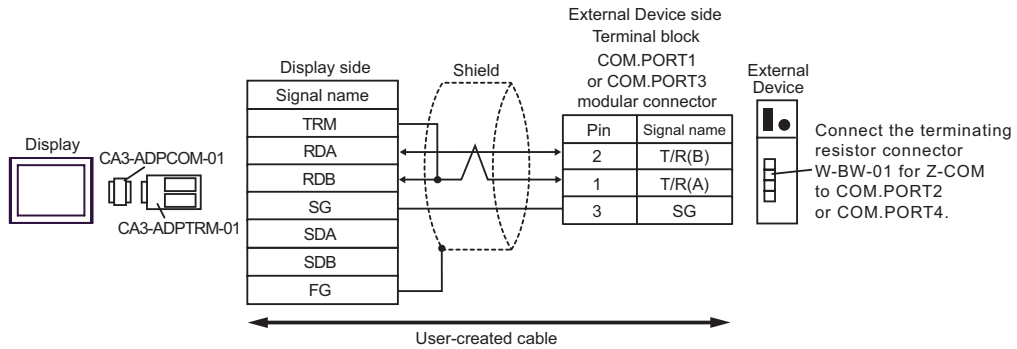 External Device side
Terminal block
COM.PORT1
or COM.PORT3
modular connector
Display side
Shield
External
Device
Signal name
TRM
RDA
RDB
SG
SDA
SDB
FG
Pin
Signal name
2
T/R(B)
1
T/R(A)
3
SG
Display
CA3-ADPCOM-01
CA3-ADPTRM-01
Connect the terminating
resistor connector
W-BW-01 for Z-COM
to COM.PORT2
or COM.PORT4.
User-created cable